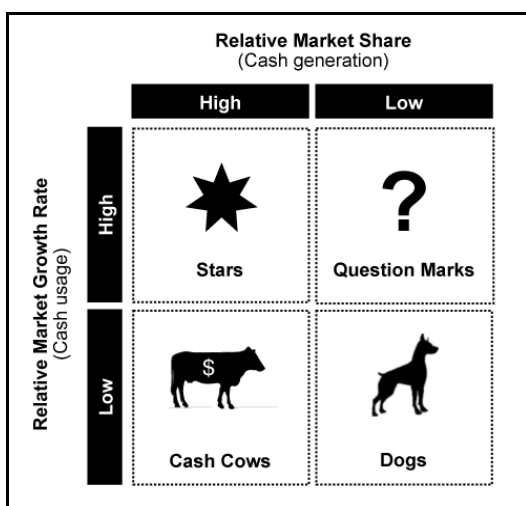 Relative Market Share
(Cash generation)
High
Low
Relative Market Growth Rate
(Cash usage)
High
?
Stars
Question Marks
Low
$
Cash Cows
Dogs